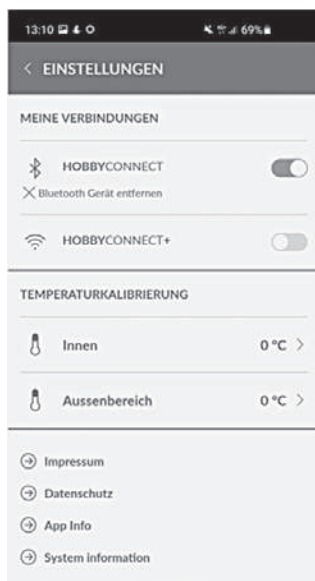 13:10 69%
< EINSTELLUNGEN
MEINE VERBINDUNGEN
HOBBYCONNECT
Bluetooth Gerät entfernen
HOBBYCONNECT+
TEMPERATURKALIBRIERUNG
Innen 0 °C >
Aussenbereich 0 °C >
Impressum
Datenschutz
App Info
System information